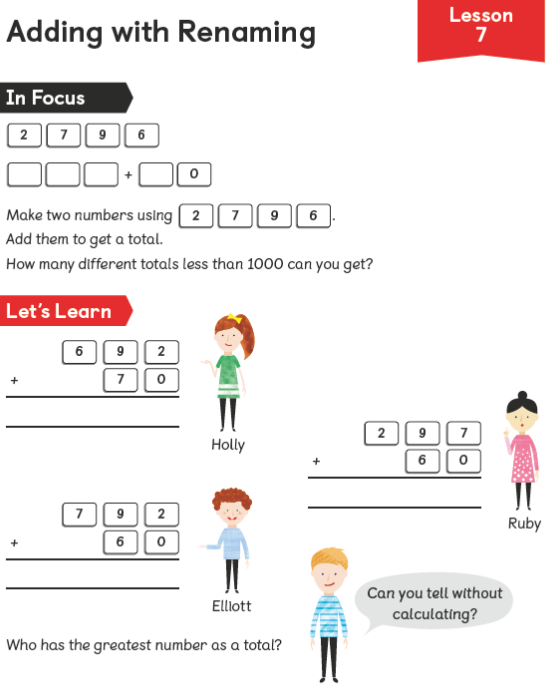 Adding with Renaming
Lesson
7
In Focus
2 7 9 6
+ 0
Make two numbers using 2 7 9 6 .
Add them to get a total.
How many different totals less than 1000 can you get?
Let's Learn
6 9 2
+ 7 0
Holly
2 9 7
+ 6 0
Ruby
7 9 2
+ 6 0
Elliott
Can you tell without
calculating?
Who has the greatest number as a total?